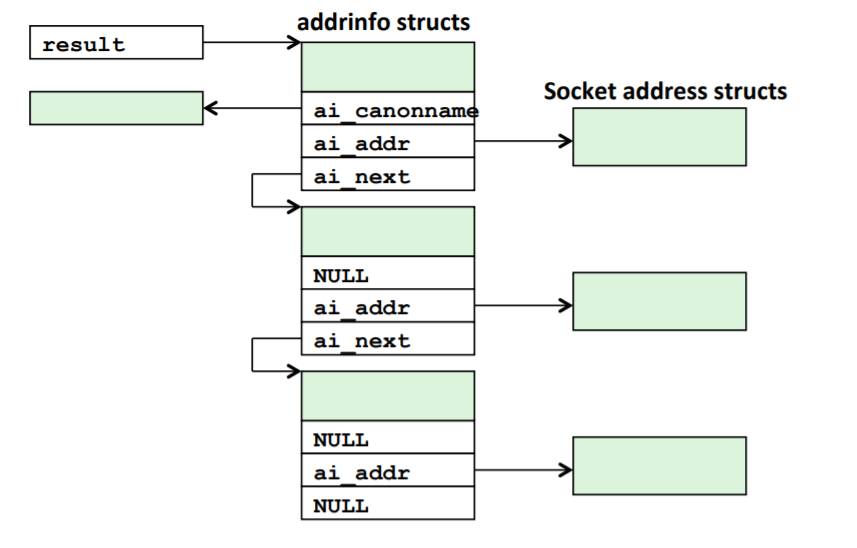 addrinfo structs
result
Socket address structs
ai_canonname
ai_addr
ai_next
NULL
ai_addr
ai_next
NULL
ai_addr
NULL